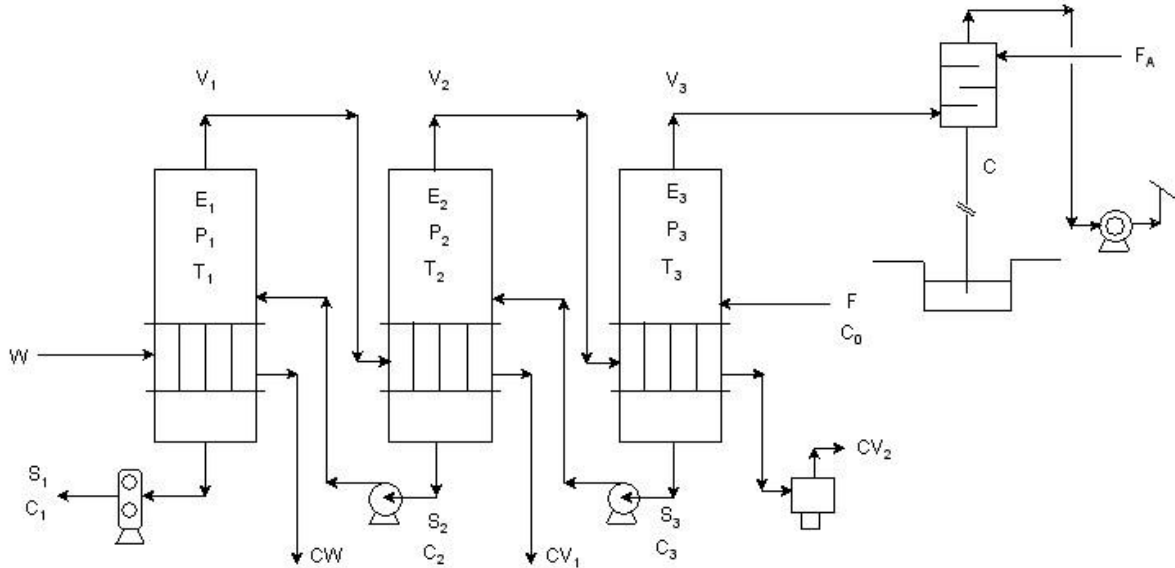 V₁
V₂
V₃
F_A
C
E₁
P₁
T₁
E₂
P₂
T₂
E₃
P₃
T₃
F
C₀
W
S₁
C₁
CW
S₂
C₂
CV₁
S₃
C₃
CV₂